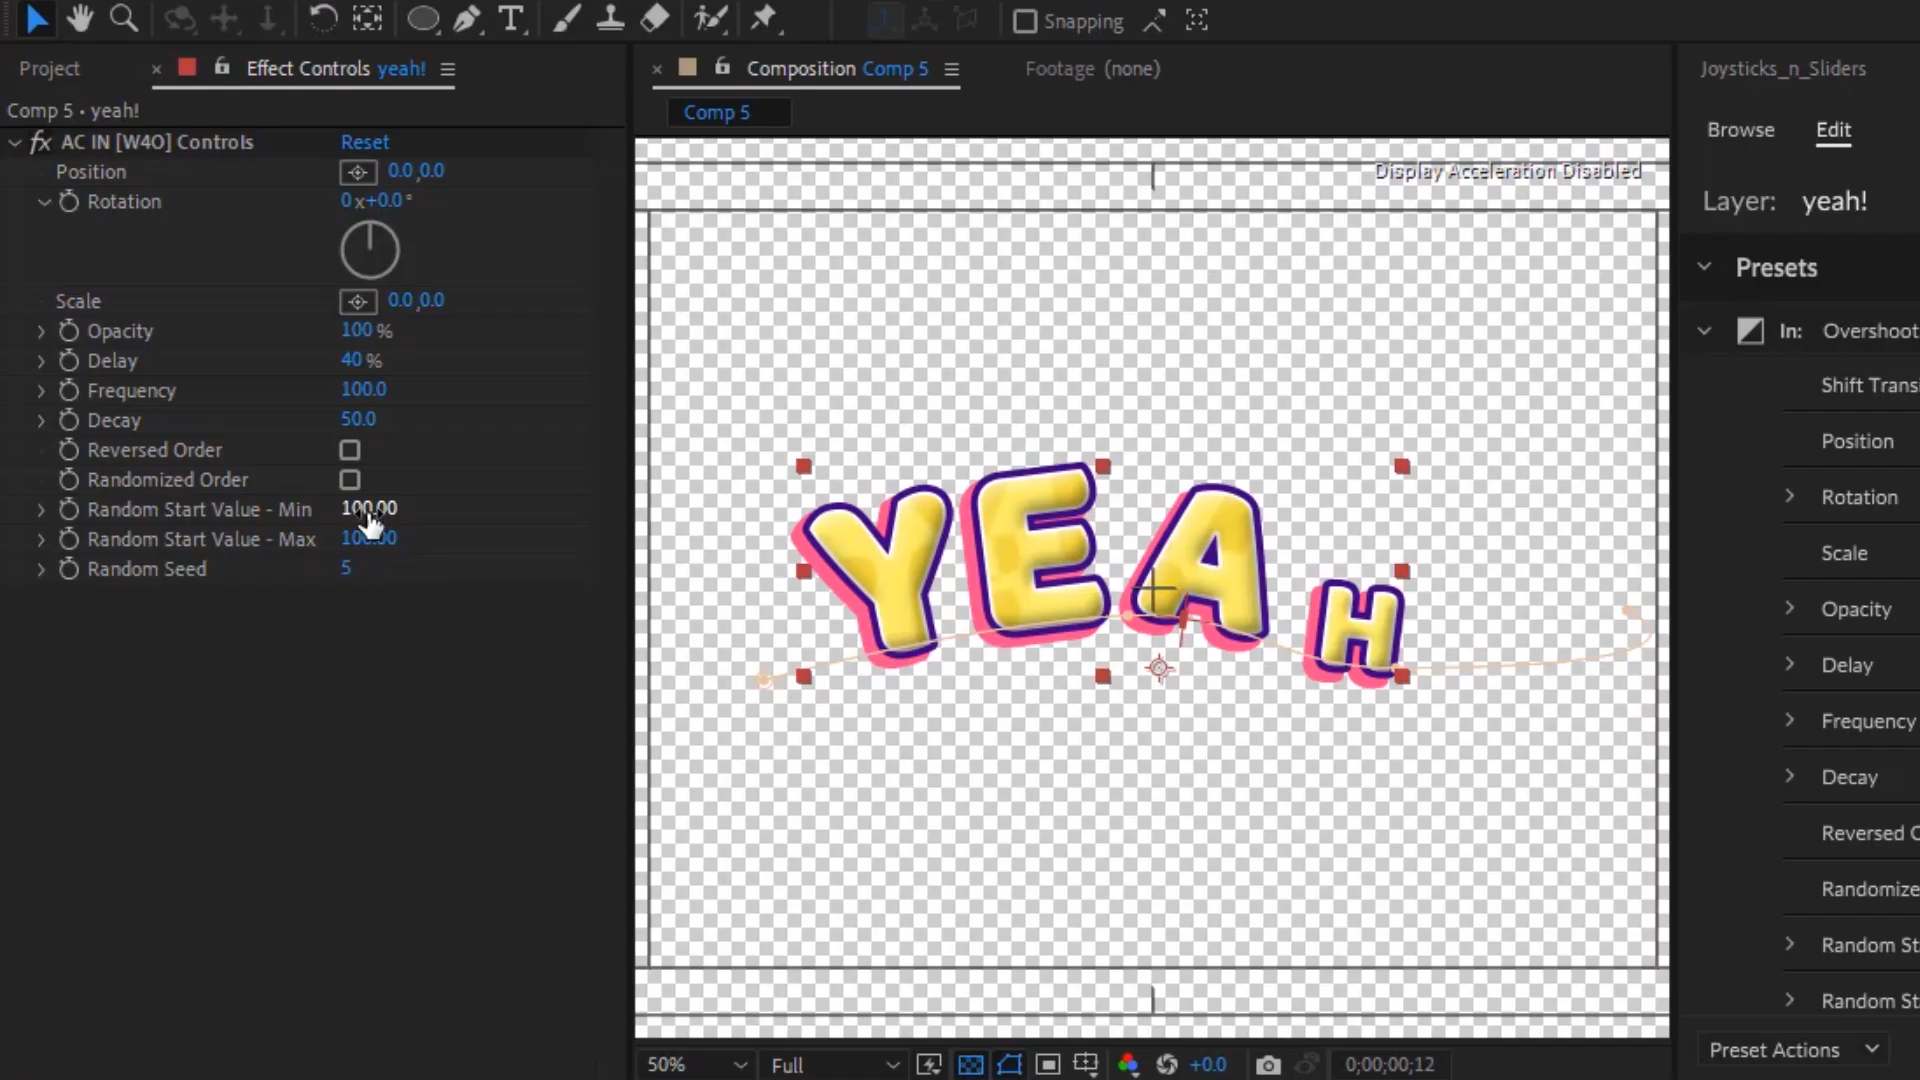 Snapping
Project
Effect Controls yeah!
Composition Comp 5
Footage (none)
Joysticks_n_Sliders
Comp 5 • yeah!
Comp 5
Browse
Edit
fx AC IN [W4O] Controls
Reset
Position
0.0,0.0
Display Acceleration Disabled
Rotation
0x+0.0°
Layer: yeah!
Presets
Scale
0.0,0.0
Opacity
100 %
In: Overshoot
Delay
40 %
Frequency
100.0
Shift Transi
Decay
50.0
Position
Reversed Order
Randomized Order
Rotation
Random Start Value - Min
100.00
Random Start Value - Max
100.00
Random Seed
5
YEAH
Scale
Opacity
Delay
Frequency
Decay
Reversed O
Randomize
Random St
Random St
50%
Full
+0.0
0;00;00;12
Preset Actions